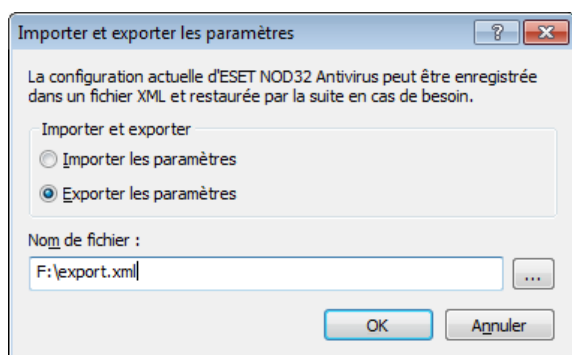 Importer et exporter les paramètres
La configuration actuelle d'ESET NOD32 Antivirus peut être enregistrée
dans un fichier XML et restaurée par la suite en cas de besoin.
Importer et exporter
Importer les paramètres
Exporter les paramètres
Nom de fichier :
F:\export.xml
...
OK
Annuler